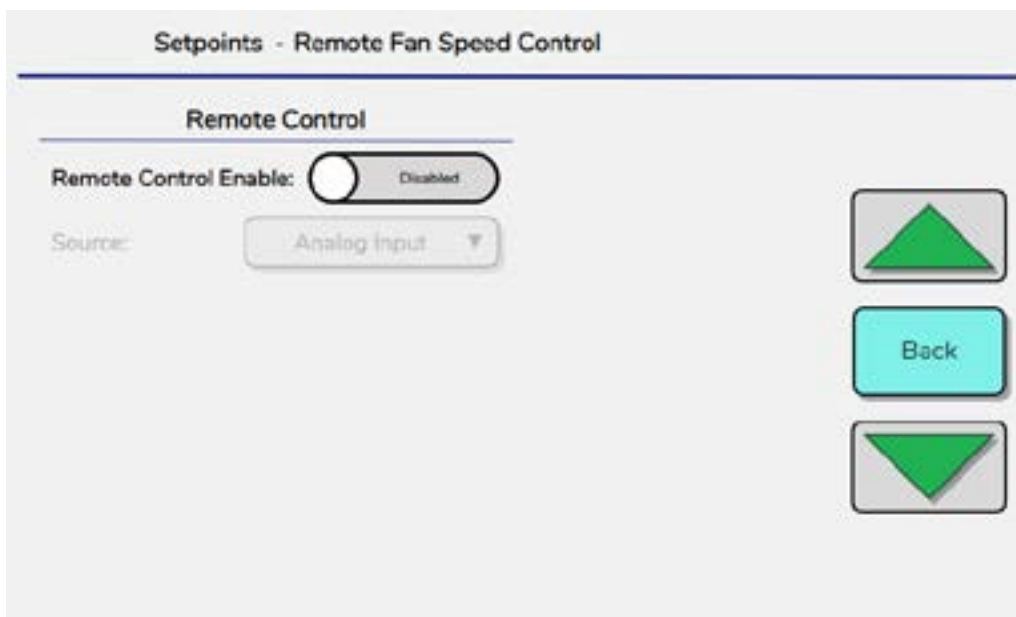 Setpoints - Remote Fan Speed Control
Remote Control
Remote Control Enable: Disabled
Source: Analog Input ▼
Back